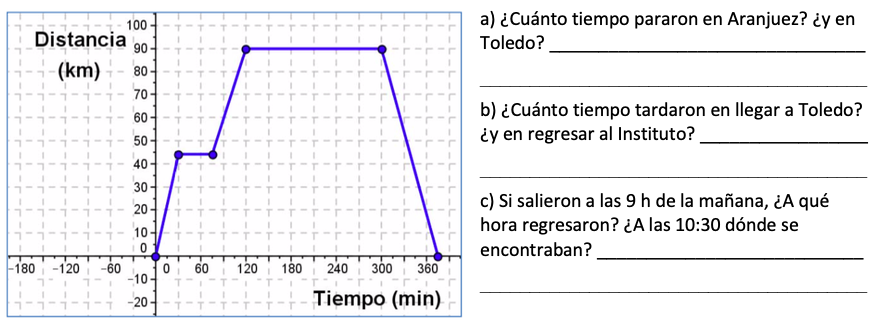 Distancia
(km)
100
90
80
70
60
50
40
30
20
10
0
−10
−20
−180 −120 −60 0 60 120 180 240 300 360
Tiempo (min)
a) ¿Cuánto tiempo pararon en Aranjuez? ¿y en
Toledo?
b) ¿Cuánto tiempo tardaron en llegar a Toledo?
¿y en regresar al Instituto?
c) Si salieron a las 9 h de la mañana, ¿A qué
hora regresaron? ¿A las 10:30 dónde se
encontraban?